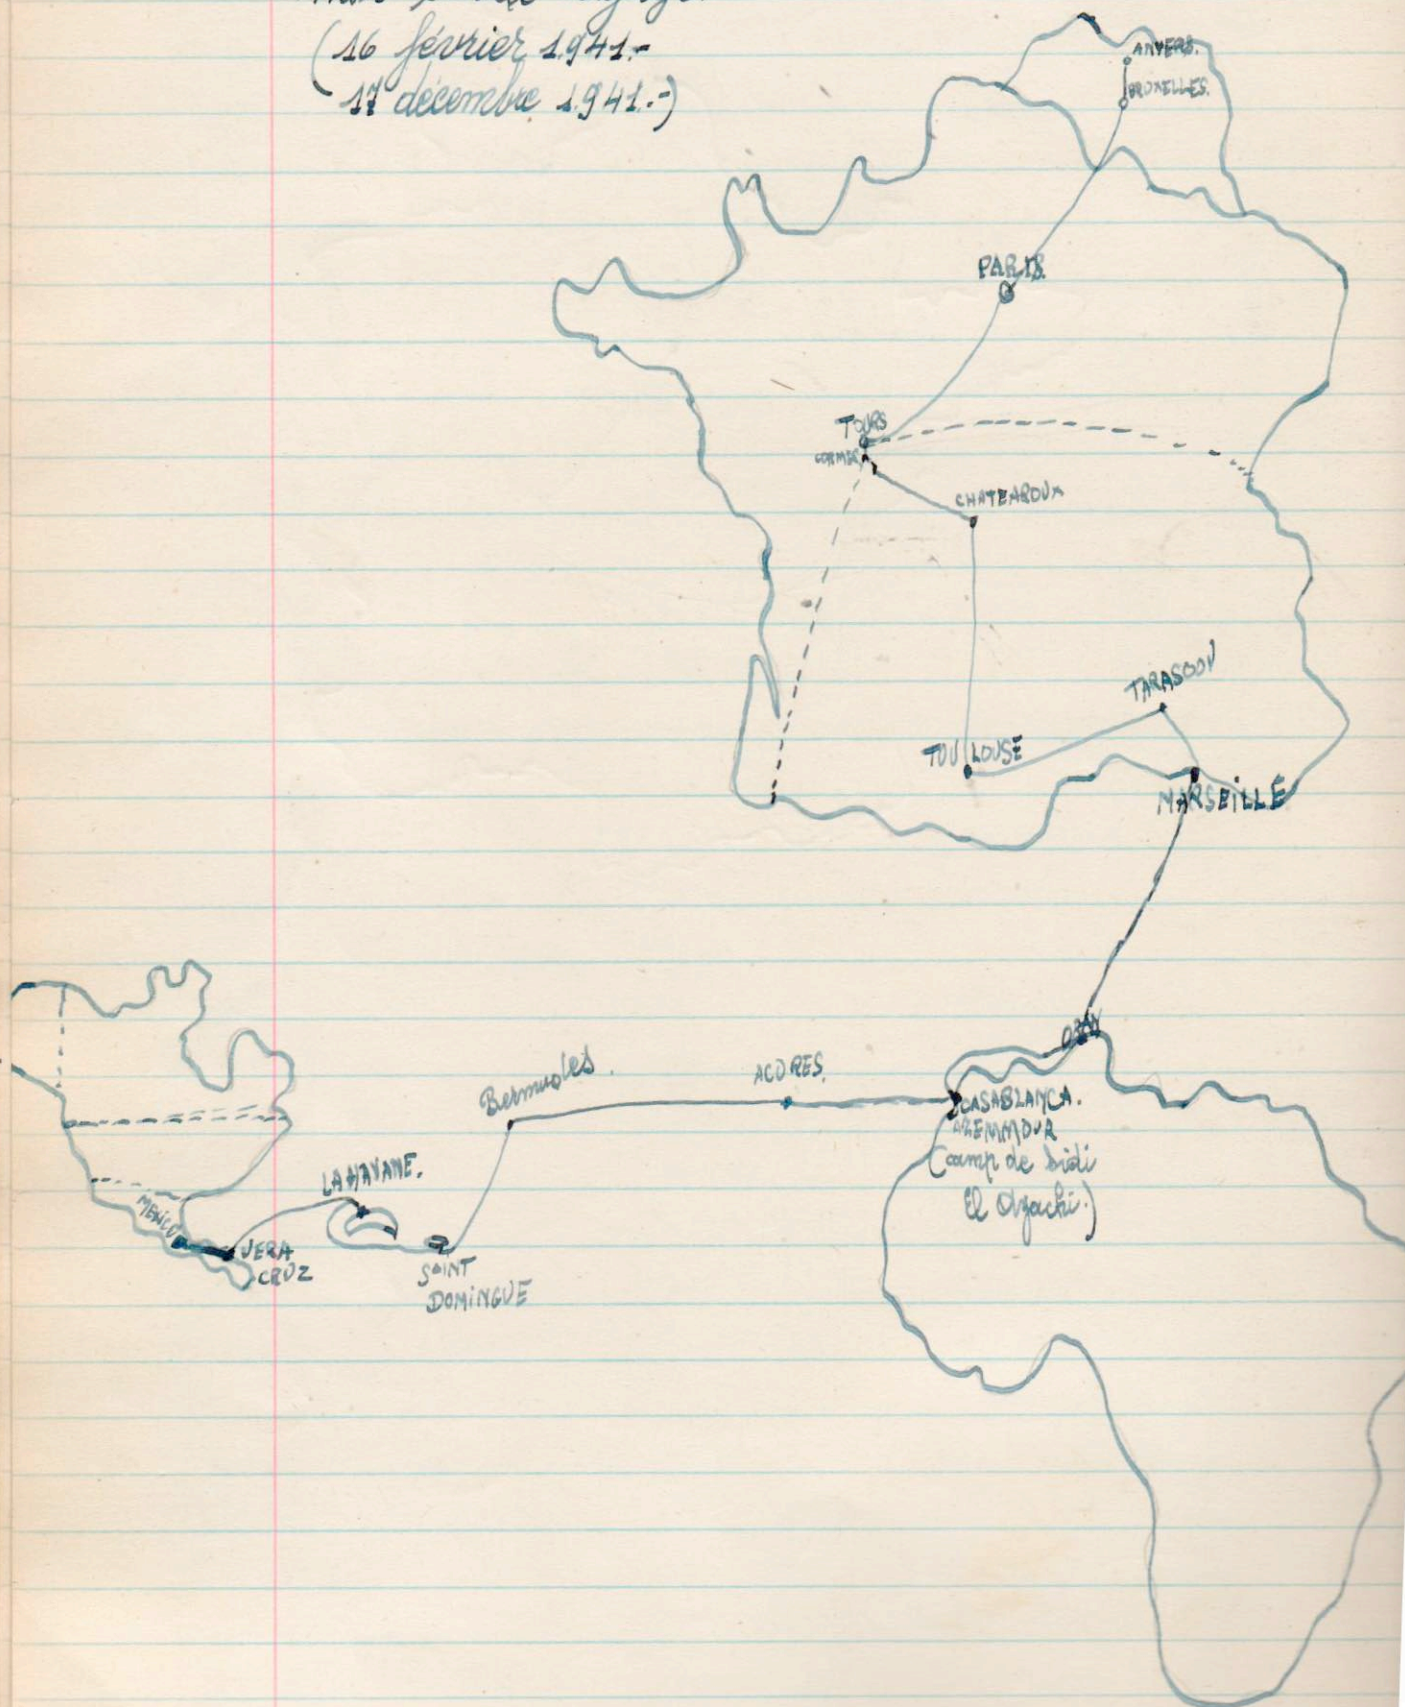 (16 février 1941.-
17 décembre 1941.-)
ANVERS.
BRUXELLES.
PARIS.
TOURS
CORMERY
CHATEAROUX
TARASCON
TOULOUSE
MARSEILLE
ORAN
Bermudes.
ACORES.
CASABLANCA.
AZEMMOUR
(camp de Sidi
El Ayachi.)
LA HAVANE.
MEXICO
VERA
CRUZ
SAINT
DOMINGUE